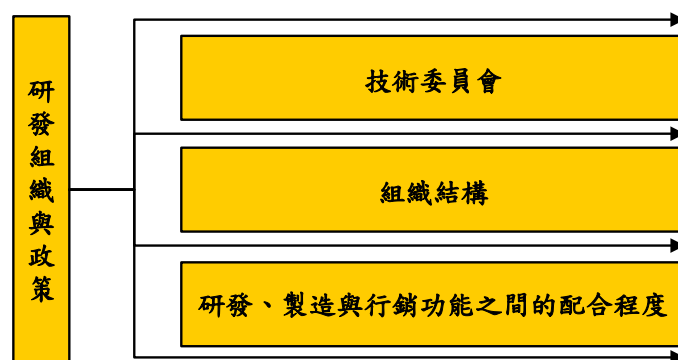 研發組織與政策
技術委員會
組織結構
研發、製造與行銷功能之間的配合程度